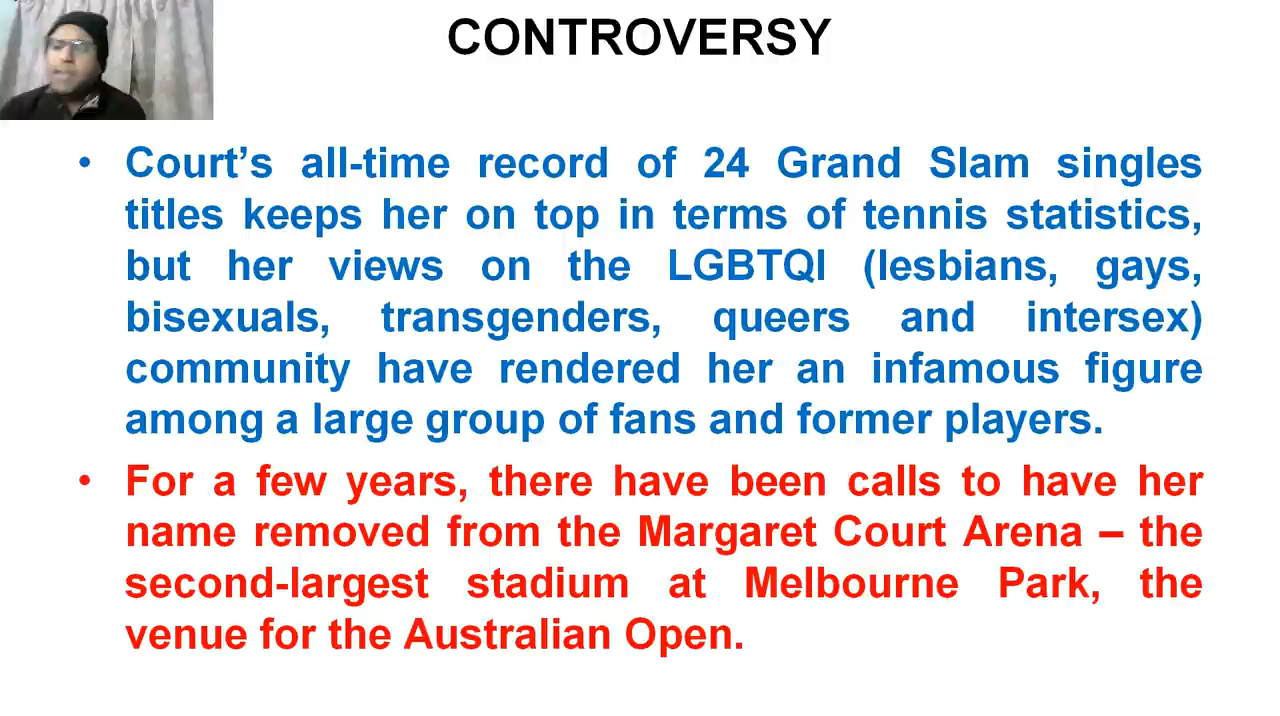 CONTROVERSY
• Court’s all-time record of 24 Grand Slam singles
titles keeps her on top in terms of tennis statistics,
but her views on the LGBTQI (lesbians, gays,
bisexuals, transgenders, queers and intersex)
community have rendered her an infamous figure
among a large group of fans and former players.
• For a few years, there have been calls to have her
name removed from the Margaret Court Arena – the
second-largest stadium at Melbourne Park, the
venue for the Australian Open.